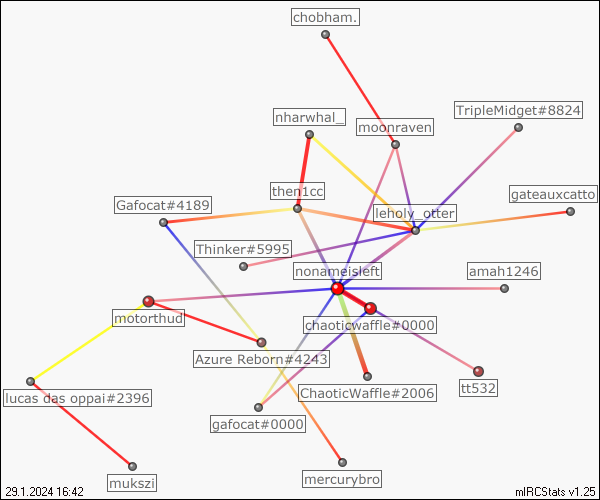 chobham.
TripleMidget#8824
nharwhal_
moonraven
then1cc
gateauxcatto
Gafocat#4189
leholy_otter
Thinker#5995
nonameisleft
amah1246
motorthud
chaoticwaffle#0000
Azure Reborn#4243
tt532
lucas das oppai#2396
ChaoticWaffle#2006
gafocat#0000
mukszi
mercurybro
29.1.2024 16:42
mIRCStats v1.25